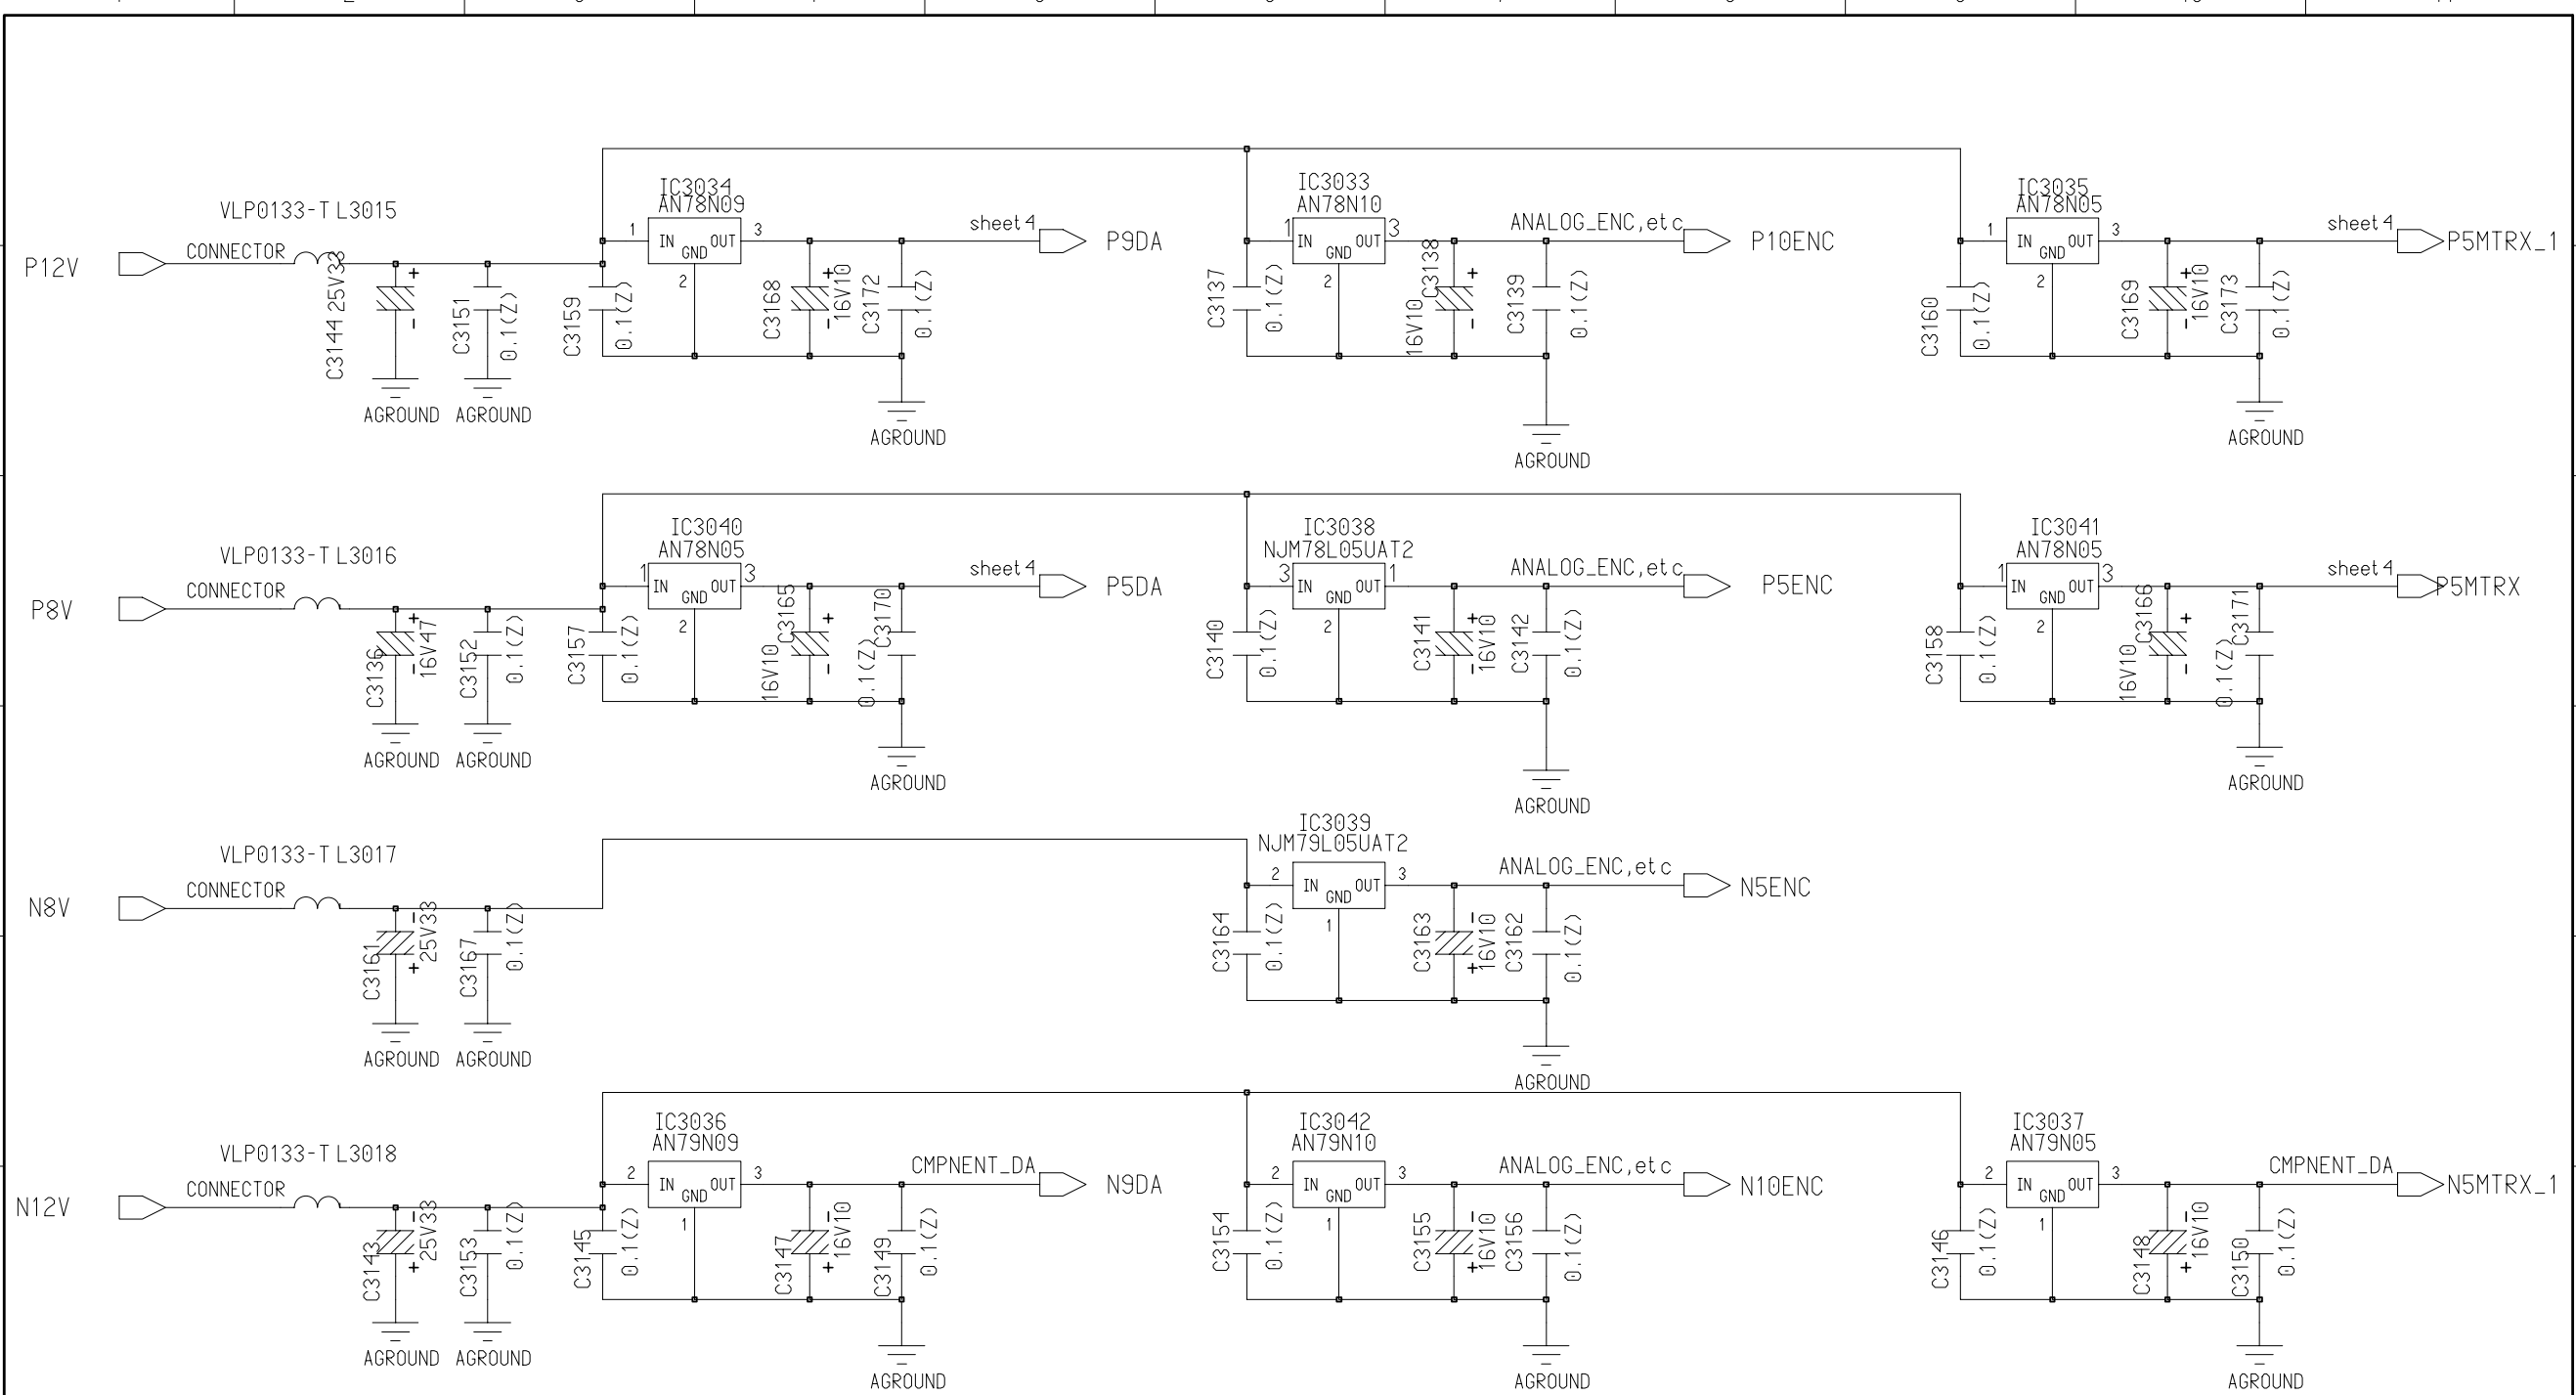 IC3034
AN78N09
IC3033
AN78N10
IC3035
AN78N05
VLP0133-T L3015
P12V
CONNECTOR
1 IN OUT 3
GND
2
sheet4
P9DA
1 IN OUT 3
GND
2
ANALOG_ENC,etc
P10ENC
1 IN OUT 3
GND
2
sheet4
P5MTRX_1
C3144 25V33
+
-
C3151
0.1(Z)
C3159
0.1(Z)
C3168
+
-
16V10
C3172
0.1(Z)
C3137
0.1(Z)
C3138
16V10
+
-
C3139
0.1(Z)
C3160
0.1(Z)
C3169
+
-
16V10
C3173
0.1(Z)
AGROUND
AGROUND
AGROUND
AGROUND
AGROUND
IC3040
AN78N05
IC3038
NJM78L05UAT2
IC3041
AN78N05
VLP0133-T L3016
P8V
CONNECTOR
1 IN OUT 3
GND
2
sheet4
P5DA
3 IN OUT 1
GND
2
ANALOG_ENC,etc
P5ENC
1 IN OUT 3
GND
2
sheet4
P5MTRX
C3136
+
-
16V47
C3152
0.1(Z)
C3157
0.1(Z)
C3165
16V10
+
-
C3170
0.1(Z)
C3140
0.1(Z)
C3141
+
-
16V10
C3142
0.1(Z)
C3158
0.1(Z)
C3166
16V10
+
-
C3171
0.1(Z)
AGROUND
AGROUND
AGROUND
AGROUND
AGROUND
IC3039
NJM79L05UAT2
VLP0133-T L3017
N8V
CONNECTOR
2 IN OUT 3
GND
1
ANALOG_ENC,etc
N5ENC
C3161
-
+
25V33
C3167
0.1(Z)
C3164
0.1(Z)
C3163
-
+
16V10
C3162
0.1(Z)
AGROUND
AGROUND
AGROUND
IC3036
AN79N09
IC3042
AN79N10
IC3037
AN79N05
VLP0133-T L3018
N12V
CONNECTOR
2 IN OUT 3
GND
1
CMPNENT_DA
N9DA
2 IN OUT 3
GND
1
ANALOG_ENC,etc
N10ENC
2 IN OUT 3
GND
1
CMPNENT_DA
N5MTRX_1
C3143
-
+
25V33
C3153
0.1(Z)
C3145
0.1(Z)
C3147
-
+
16V10
C3149
0.1(Z)
C3154
0.1(Z)
C3155
-
+
16V10
C3156
0.1(Z)
C3146
0.1(Z)
C3148
-
+
16V10
C3150
0.1(Z)
AGROUND
AGROUND
AGROUND
AGROUND
AGROUND